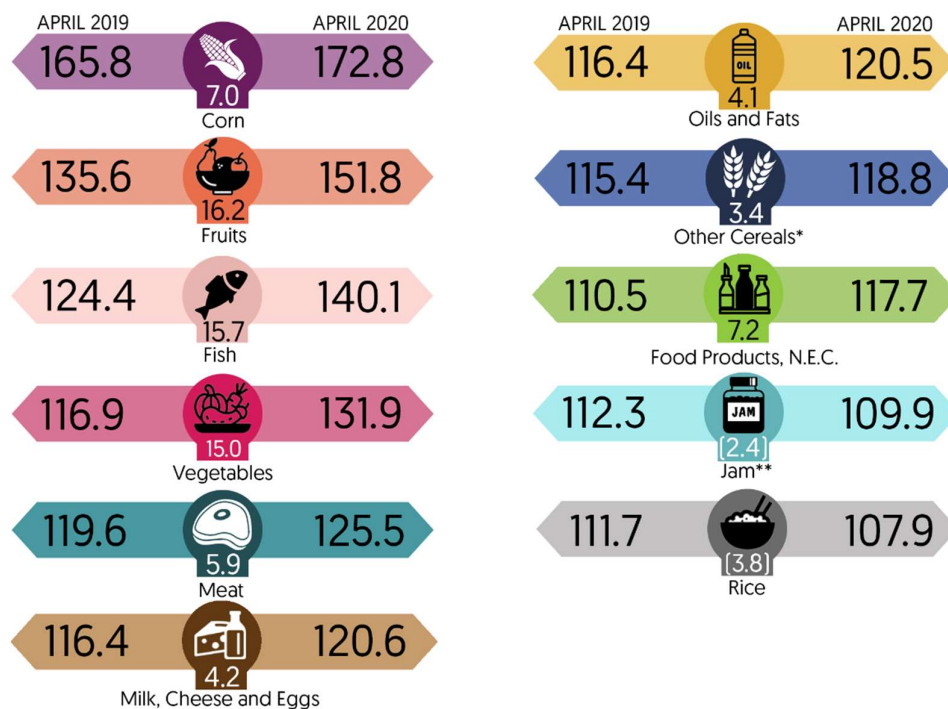 APRIL 2019 APRIL 2020
165.8 172.8
7.0
Corn
135.6 151.8
16.2
Fruits
124.4 140.1
15.7
Fish
116.9 131.9
15.0
Vegetables
119.6 125.5
5.9
Meat
116.4 120.6
4.2
Milk, Cheese and Eggs
APRIL 2019 APRIL 2020
116.4 120.5
OIL
4.1
Oils and Fats
115.4 118.8
3.4
Other Cereals*
110.5 117.7
7.2
Food Products, N.E.C.
112.3 109.9
JAM
(2.4)
Jam**
111.7 107.9
(3.8)
Rice